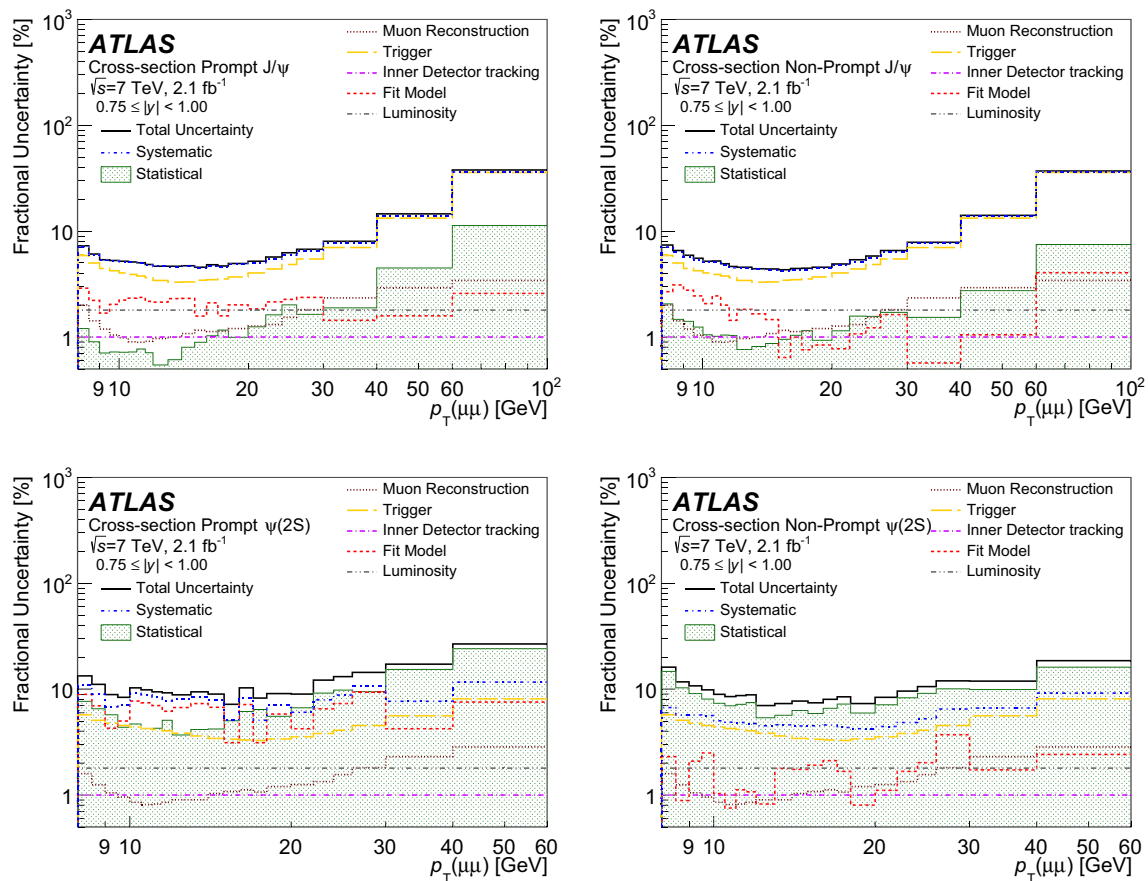 Fractional Uncertainty [%]
10³
10²
10
1
ATLAS
Cross-section Prompt J/ψ
√s=7 TeV, 2.1 fb⁻¹
0.75 ≤ |y| < 1.00
Total Uncertainty
Systematic
Statistical
Muon Reconstruction
Trigger
Inner Detector tracking
Fit Model
Luminosity
9 10 20 30 40 50 60 10²
p_T(μμ) [GeV]
Fractional Uncertainty [%]
10³
10²
10
1
ATLAS
Cross-section Non-Prompt J/ψ
√s=7 TeV, 2.1 fb⁻¹
0.75 ≤ |y| < 1.00
Total Uncertainty
Systematic
Statistical
Muon Reconstruction
Trigger
Inner Detector tracking
Fit Model
Luminosity
9 10 20 30 40 50 60 10²
p_T(μμ) [GeV]
Fractional Uncertainty [%]
10³
10²
10
1
ATLAS
Cross-section Prompt ψ(2S)
√s=7 TeV, 2.1 fb⁻¹
0.75 ≤ |y| < 1.00
Total Uncertainty
Systematic
Statistical
Muon Reconstruction
Trigger
Inner Detector tracking
Fit Model
Luminosity
9 10 20 30 40 50 60
p_T(μμ) [GeV]
Fractional Uncertainty [%]
10³
10²
10
1
ATLAS
Cross-section Non-Prompt ψ(2S)
√s=7 TeV, 2.1 fb⁻¹
0.75 ≤ |y| < 1.00
Total Uncertainty
Systematic
Statistical
Muon Reconstruction
Trigger
Inner Detector tracking
Fit Model
Luminosity
9 10 20 30 40 50 60
p_T(μμ) [GeV]